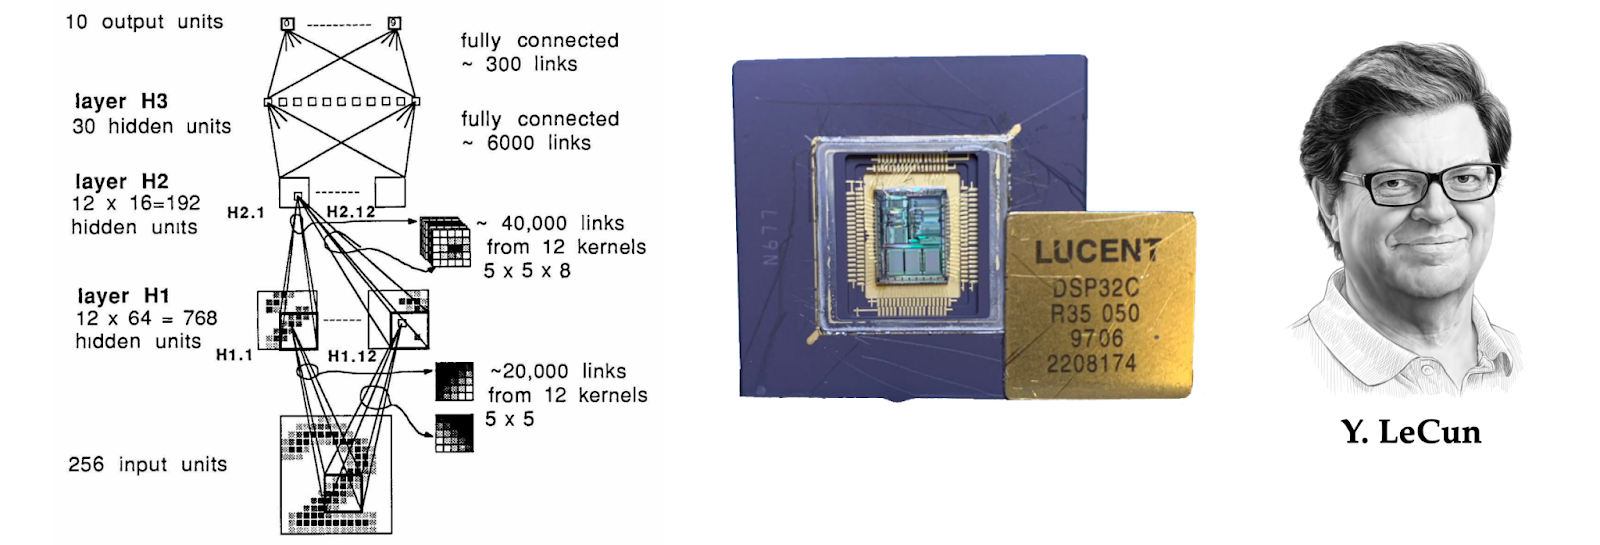 10 output units
0
9
fully connected
~ 300 links
layer H3
30 hidden units
fully connected
~ 6000 links
layer H2
12 x 16=192
hidden units
H2.1
H2.12
~ 40,000 links
from 12 kernels
5 x 5 x 8
layer H1
12 x 64 = 768
hidden units
H1.1
H1.12
~20,000 links
from 12 kernels
5 x 5
256 input units
N677
LUCENT
DSP32C
R35 050
9706
2208174
Y. LeCun